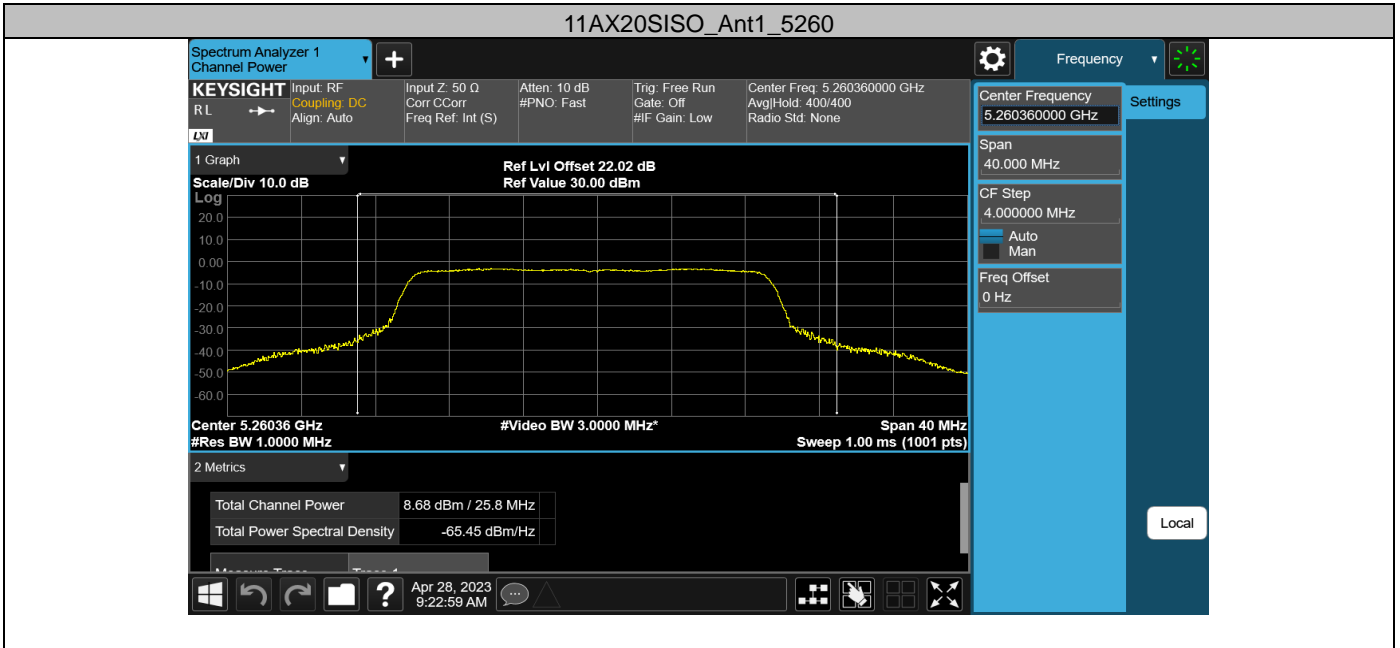 11AX20SISO_Ant1_5260
Spectrum Analyzer 1
Channel Power
+
Frequency
KEYSIGHT
R L
LXI
Input: RF
Coupling: DC
Align: Auto
Input Z: 50 Ω
Corr CCorr
Freq Ref: Int (S)
Atten: 10 dB
#PNO: Fast
Trig: Free Run
Gate: Off
#IF Gain: Low
Center Freq: 5.260360000 GHz
Avg|Hold: 400/400
Radio Std: None
Center Frequency
5.260360000 GHz
Settings
Span
40.000 MHz
CF Step
4.000000 MHz
Auto
Man
Freq Offset
0 Hz
1 Graph
Scale/Div 10.0 dB
Ref Lvl Offset 22.02 dB
Ref Value 30.00 dBm
Log
20.0
10.0
0.00
-10.0
-20.0
-30.0
-40.0
-50.0
-60.0
Center 5.26036 GHz
#Video BW 3.0000 MHz*
Span 40 MHz
#Res BW 1.0000 MHz
Sweep 1.00 ms (1001 pts)
2 Metrics
Total Channel Power 8.68 dBm / 25.8 MHz
Total Power Spectral Density -65.45 dBm/Hz
Measure Trace Trace 1
Local
?
Apr 28, 2023
9:22:59 AM